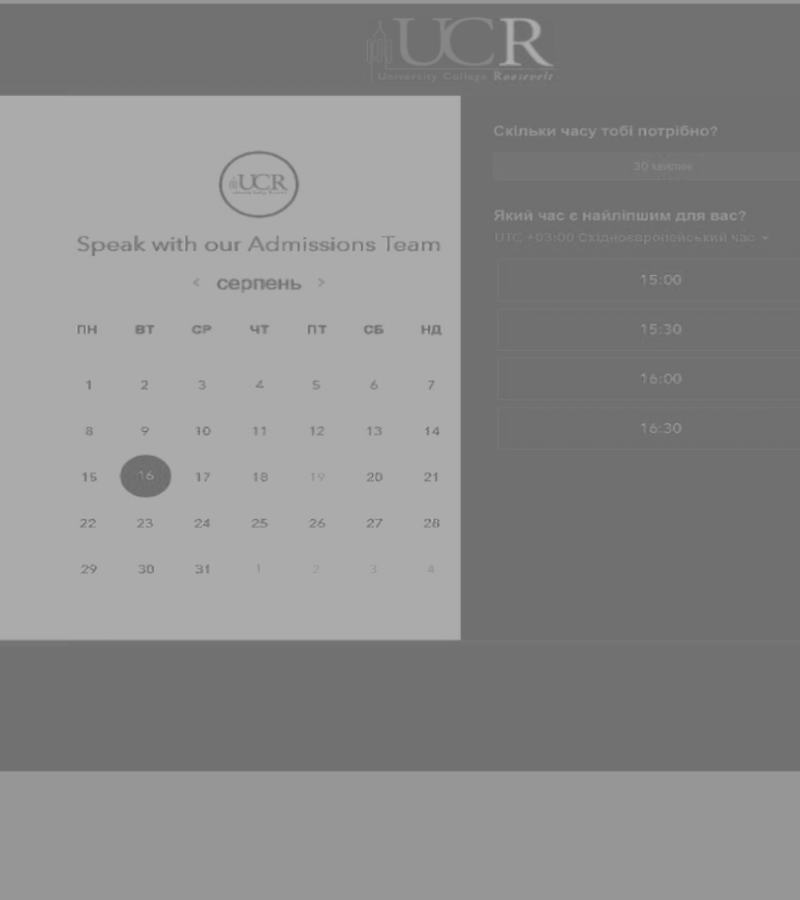 UCR
University College Roosevelt
UCR
Speak with our Admissions Team
< серпень >
ПН ВТ СР ЧТ ПТ СБ НД
1 2 3 4 5 6 7
8 9 10 11 12 13 14
15 16 17 18 19 20 21
22 23 24 25 26 27 28
29 30 31 1 2 3 4
Скільки часу тобі потрібно?
30 хвилин
Який час є найліпшим для вас?
UTC +03:00 Східноєвропейський час
15:00
15:30
16:00
16:30